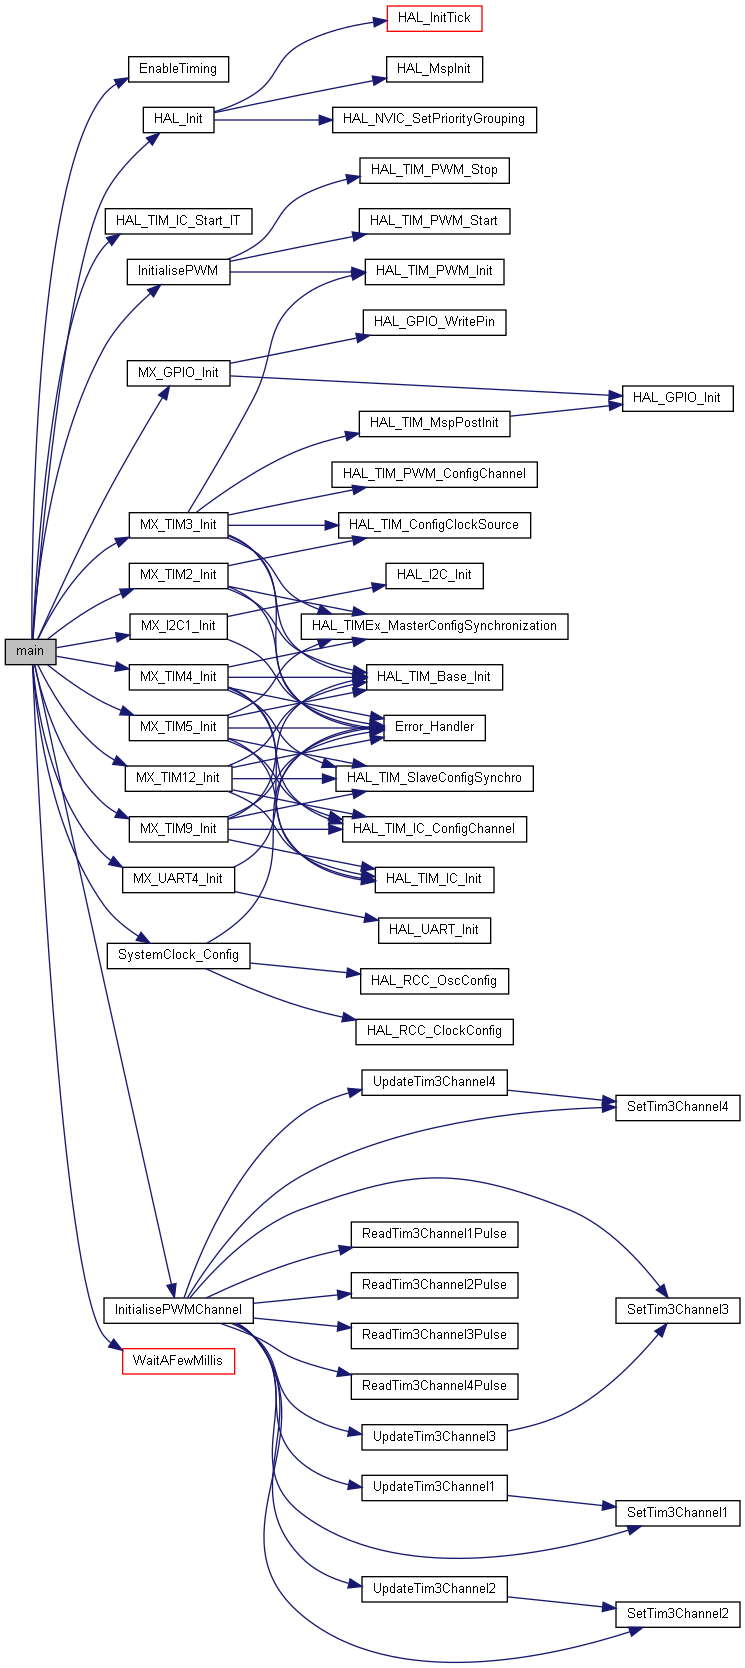 HAL_InitTick
EnableTiming
HAL_MspInit
HAL_Init
HAL_NVIC_SetPriorityGrouping
HAL_TIM_PWM_Stop
HAL_TIM_IC_Start_IT
HAL_TIM_PWM_Start
InitialisePWM
HAL_TIM_PWM_Init
HAL_GPIO_WritePin
MX_GPIO_Init
HAL_GPIO_Init
HAL_TIM_MspPostInit
HAL_TIM_PWM_ConfigChannel
MX_TIM3_Init
HAL_TIM_ConfigClockSource
MX_TIM2_Init
HAL_I2C_Init
MX_I2C1_Init
HAL_TIMEx_MasterConfigSynchronization
main
MX_TIM4_Init
HAL_TIM_Base_Init
MX_TIM5_Init
Error_Handler
MX_TIM12_Init
HAL_TIM_SlaveConfigSynchro
MX_TIM9_Init
HAL_TIM_IC_ConfigChannel
MX_UART4_Init
HAL_TIM_IC_Init
HAL_UART_Init
SystemClock_Config
HAL_RCC_OscConfig
HAL_RCC_ClockConfig
UpdateTim3Channel4
SetTim3Channel4
ReadTim3Channel1Pulse
ReadTim3Channel2Pulse
InitialisePWMChannel
SetTim3Channel3
ReadTim3Channel3Pulse
WaitAFewMillis
ReadTim3Channel4Pulse
UpdateTim3Channel3
UpdateTim3Channel1
SetTim3Channel1
UpdateTim3Channel2
SetTim3Channel2